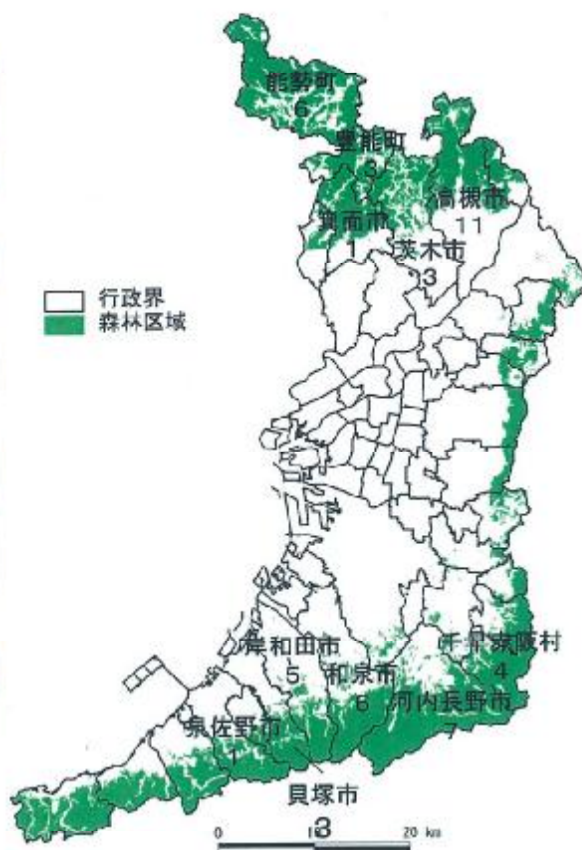 能勢町
6
豊能町
3
高槻市
11
箕面市
1
茨木市
23
行政界
森林区域
岸和田市
5
和泉市
6
千早赤阪村
4
河内長野市
7
泉佐野市
1
貝塚市
3
0 10 20 km